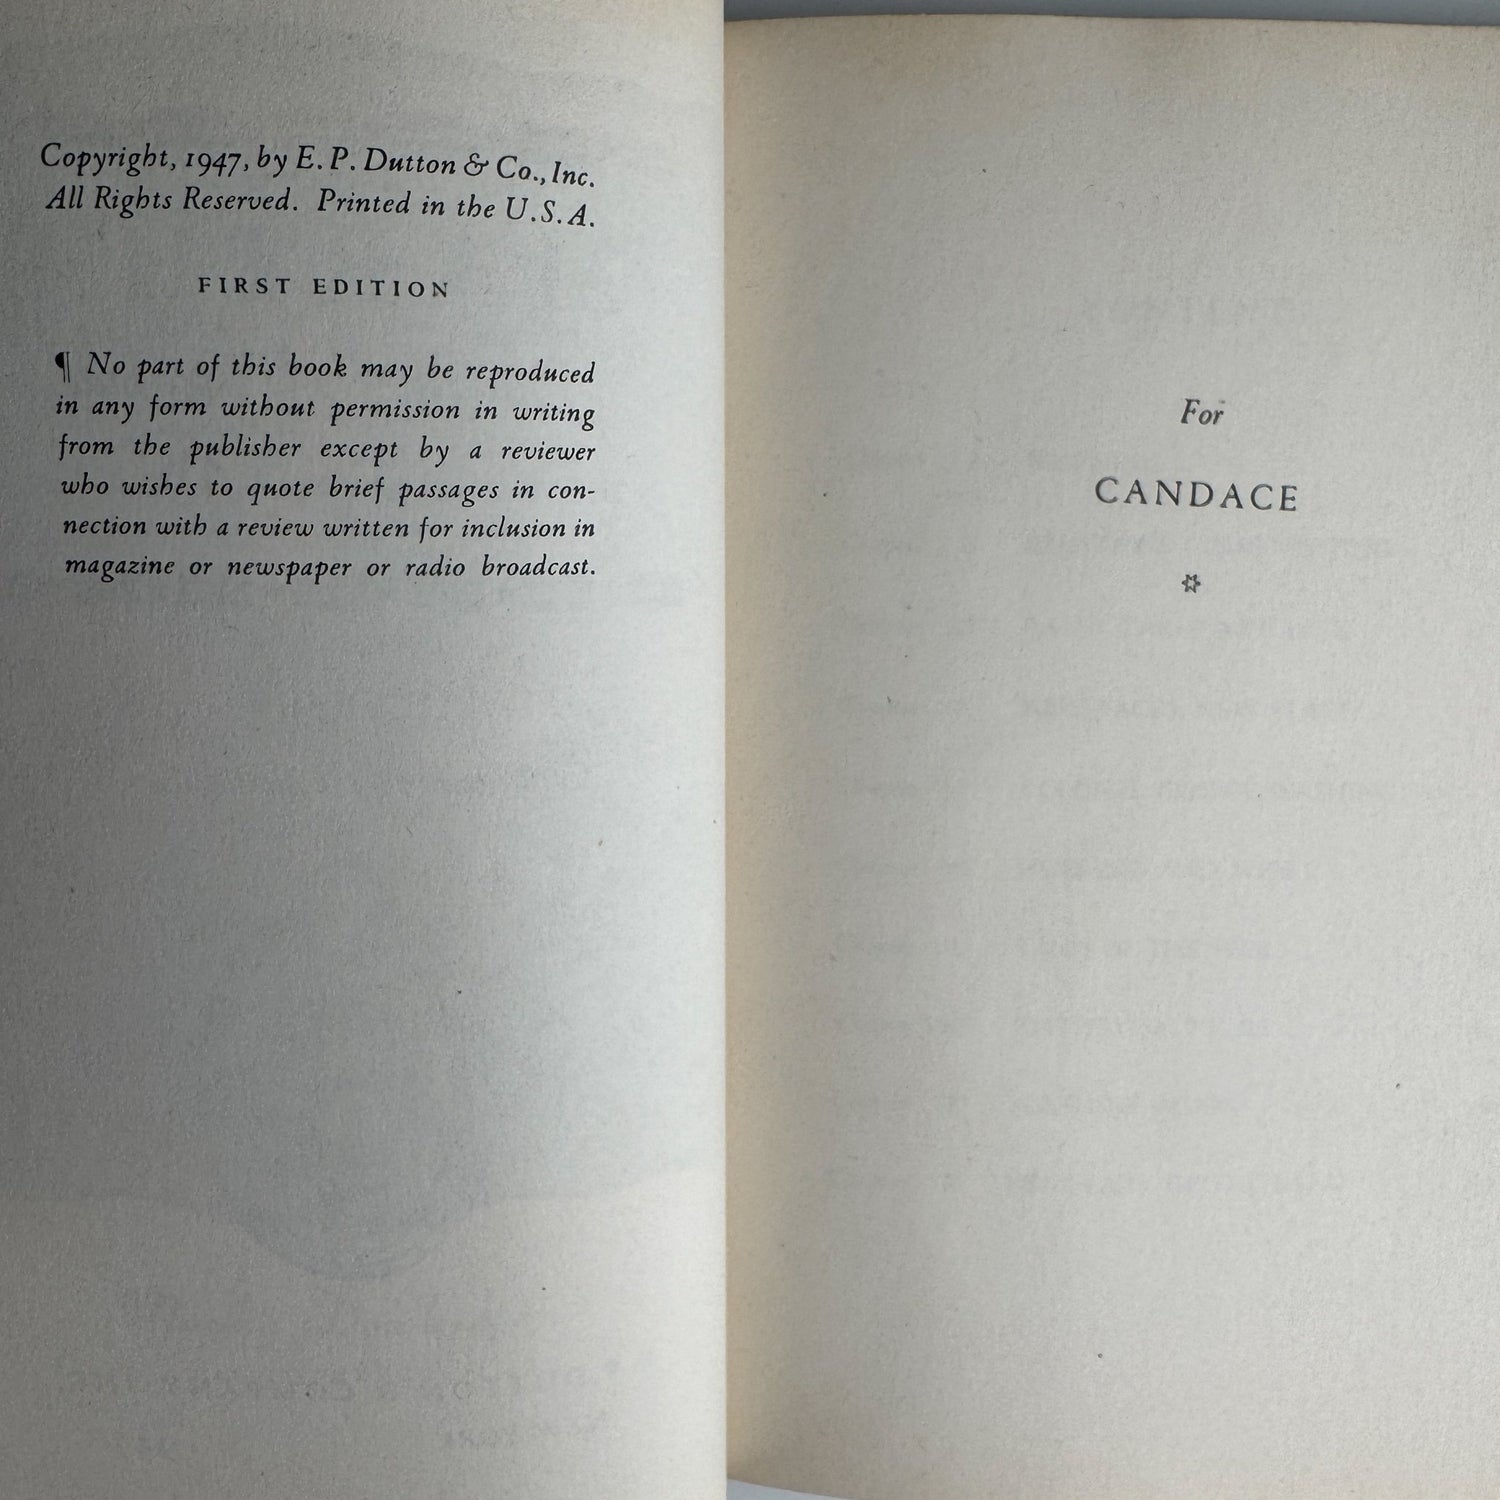 Copyright, 1947, by E. P. Dutton & Co., Inc.
All Rights Reserved. Printed in the U.S.A.
FIRST EDITION
¶ No part of this book may be reproduced
in any form without permission in writing
from the publisher except by a reviewer
who wishes to quote brief passages in con-
nection with a review written for inclusion in
magazine or newspaper or radio broadcast.
For
CANDACE